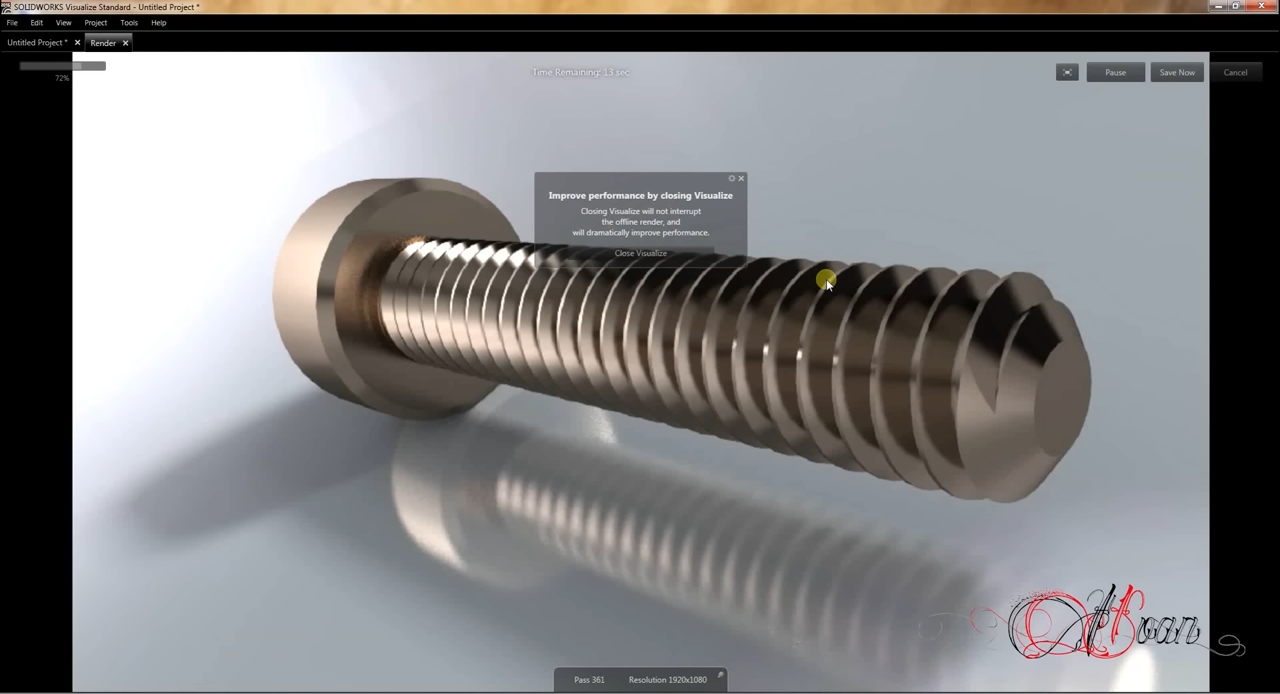 SOLIDWORKS Visualize Standard - Untitled Project *
File Edit View Project Tools Help
Untitled Project * Render
72%
Time Remaining: 13 sec
Pause Save Now Cancel
Improve performance by closing Visualize
Closing Visualize will not interrupt
the offline render, and
will dramatically improve performance.
Close Visualize
Pass 361 Resolution 1920x1080